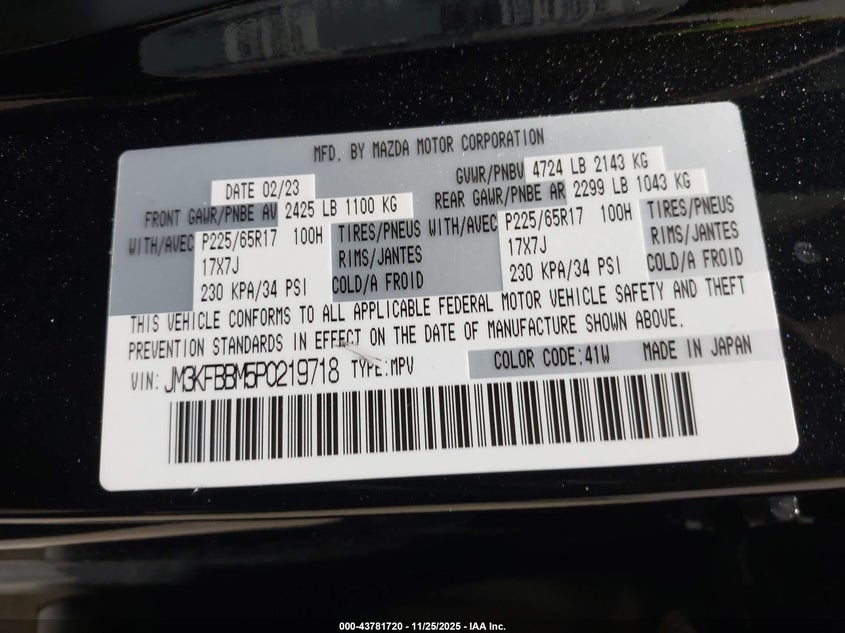 MFD. BY MAZDA MOTOR CORPORATION
DATE 02/23
GVWR/PNBV 4724 LB 2143 KG
FRONT GAWR/PNBE AV 2425 LB 1100 KG
REAR GAWR/PNBE AR 2299 LB 1043 KG
WITH/AVEC P225/65R17 100H TIRES/PNEUS
17X7J RIMS/JANTES
230 KPA/34 PSI COLD/A FROID
WITH/AVEC P225/65R17 100H TIRES/PNEUS
17X7J RIMS/JANTES
230 KPA/34 PSI COLD/A FROID
THIS VEHICLE CONFORMS TO ALL APPLICABLE FEDERAL MOTOR VEHICLE SAFETY AND THEFT
PREVENTION STANDARDS IN EFFECT ON THE DATE OF MANUFACTURE SHOWN ABOVE.
VIN: JM3KFBBM5P0219718 TYPE:MPV COLOR CODE:41W MADE IN JAPAN
000-43781720 — 11/25/2025 — IAA Inc.